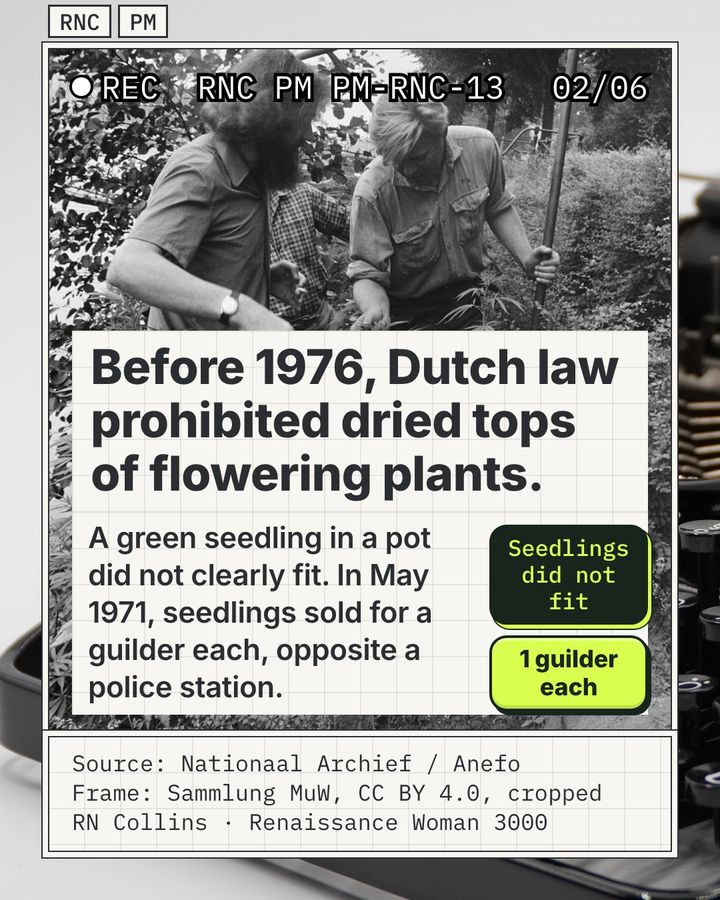 RNC PM
REC RNC PM PM-RNC-13 02/06
Before 1976, Dutch law
prohibited dried tops
of flowering plants.
A green seedling in a pot
did not clearly fit. In May
1971, seedlings sold for a
guilder each, opposite a
police station.
Seedlings
did not
fit
1 guilder
each
Source: Nationaal Archief / Anefo
Frame: Sammlung MuW, CC BY 4.0, cropped
RN Collins · Renaissance Woman 3000